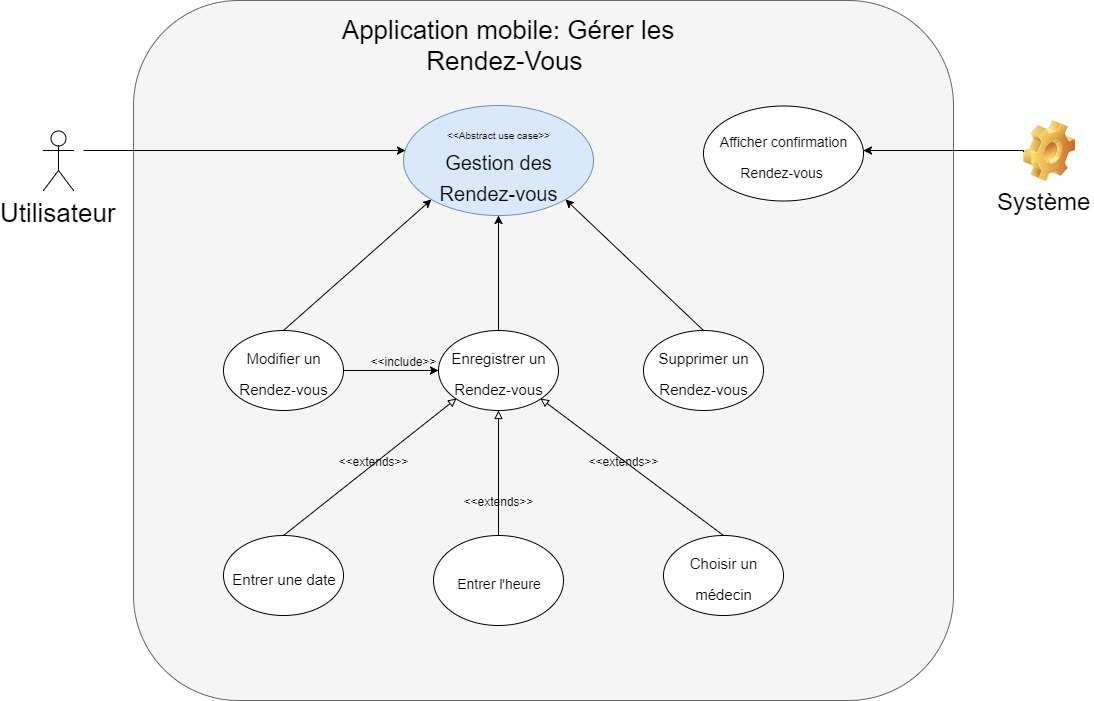 Application mobile: Gérer les
Rendez-Vous
<<Abstract use case>>
Gestion des
Rendez-vous
Afficher confirmation
Rendez-vous
Utilisateur
Système
Modifier un
Rendez-vous
<<include>>
Enregistrer un
Rendez-vous
Supprimer un
Rendez-vous
<<extends>>
<<extends>>
<<extends>>
Entrer une date
Entrer l'heure
Choisir un
médecin